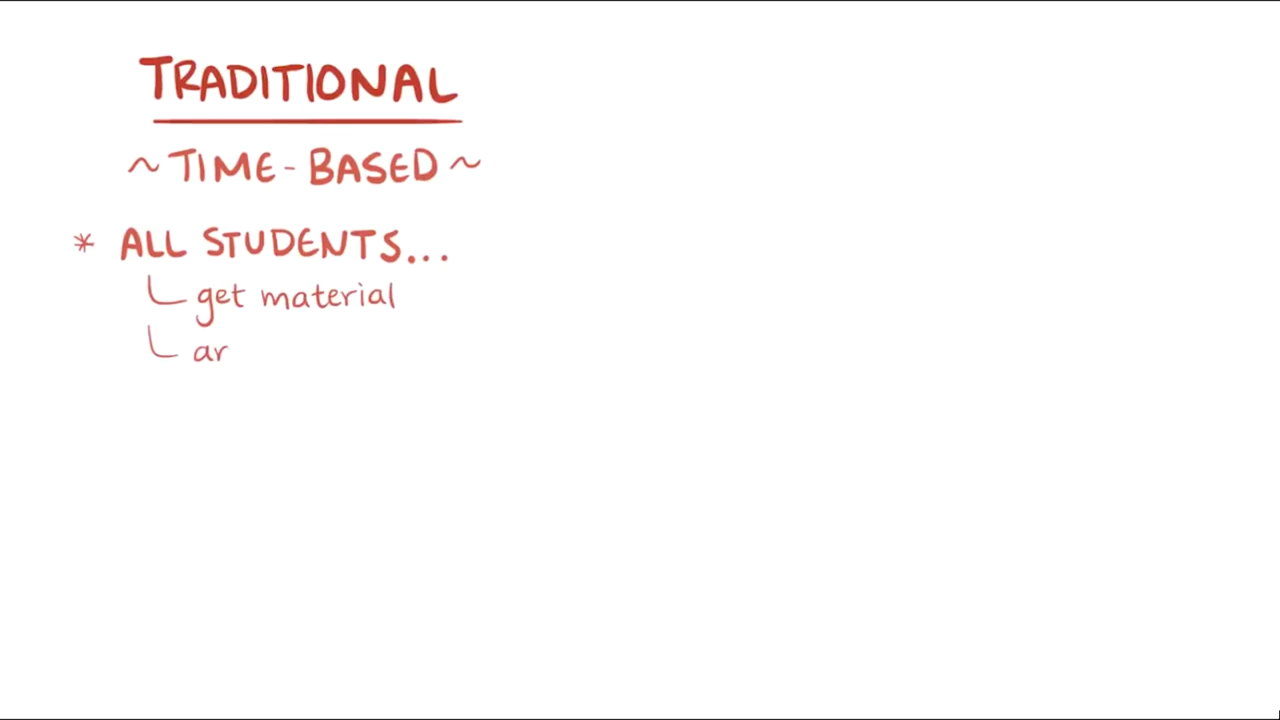 TRADITIONAL
~ TIME-BASED ~
* ALL STUDENTS...
get material
ar